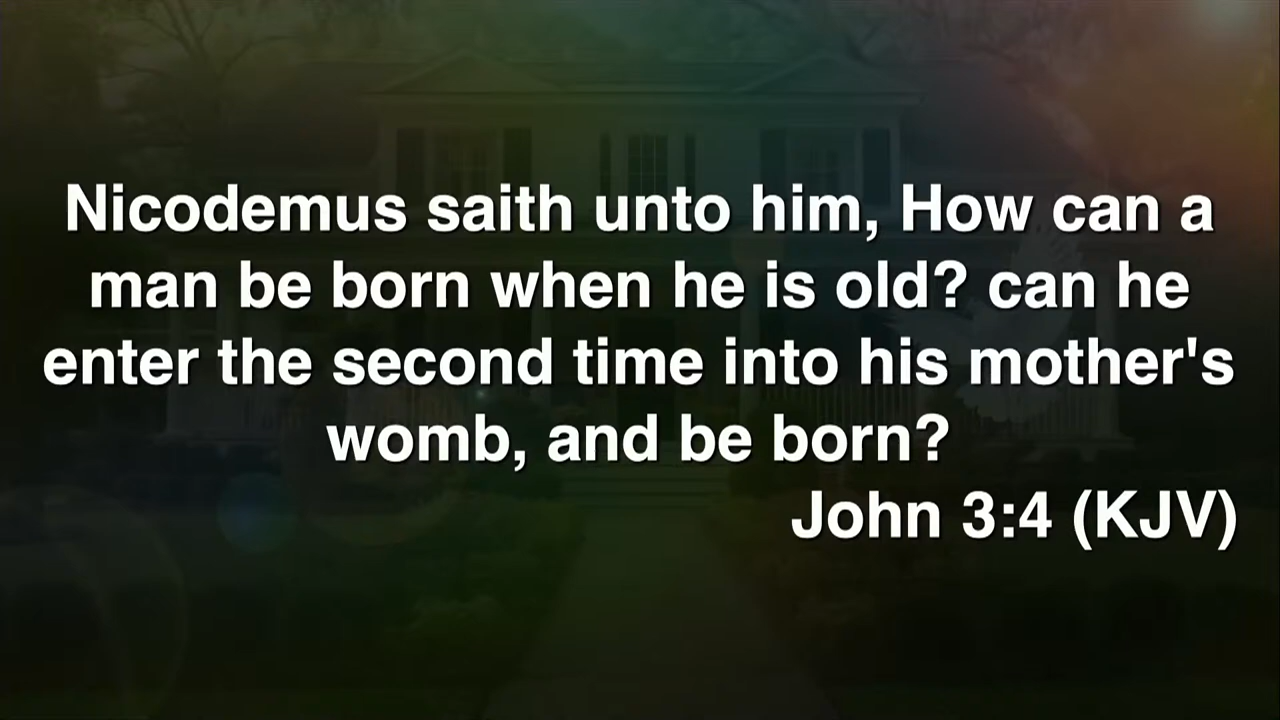 Nicodemus saith unto him, How can a
man be born when he is old? can he
enter the second time into his mother's
womb, and be born?
John 3:4 (KJV)